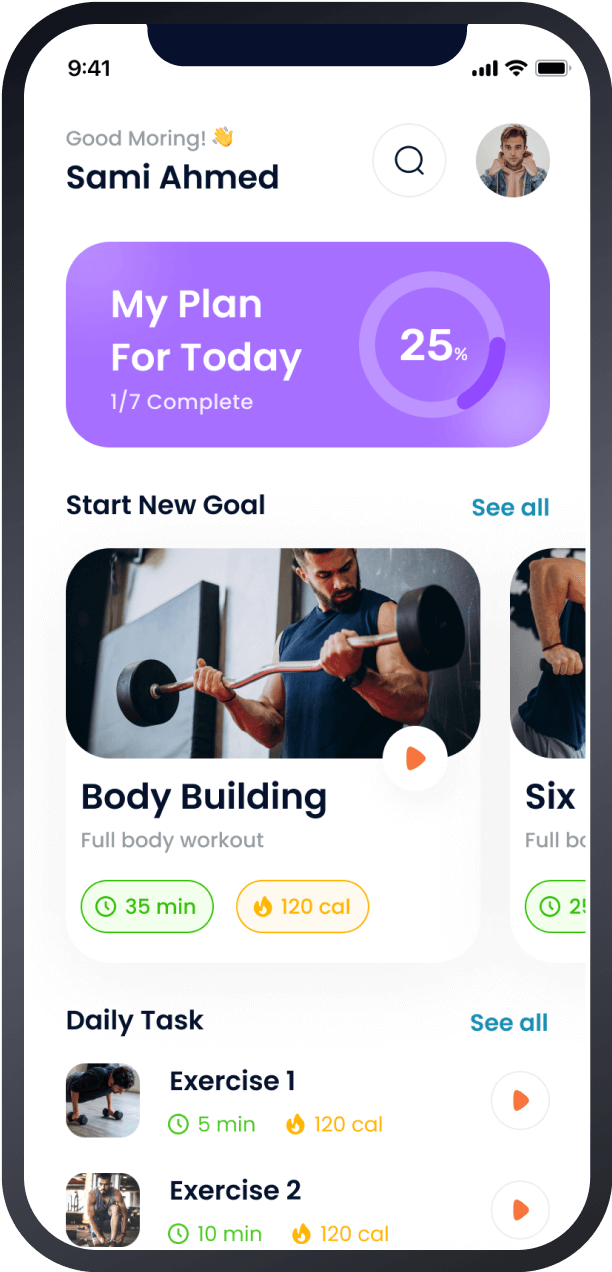 9:41
Good Moring! 👋
Sami Ahmed
My Plan
For Today
1/7 Complete
25%
Start New Goal
See all
Body Building
Full body workout
35 min
120 cal
Six
Full
Daily Task
See all
Exercise 1
5 min
120 cal
Exercise 2
10 min
120 cal